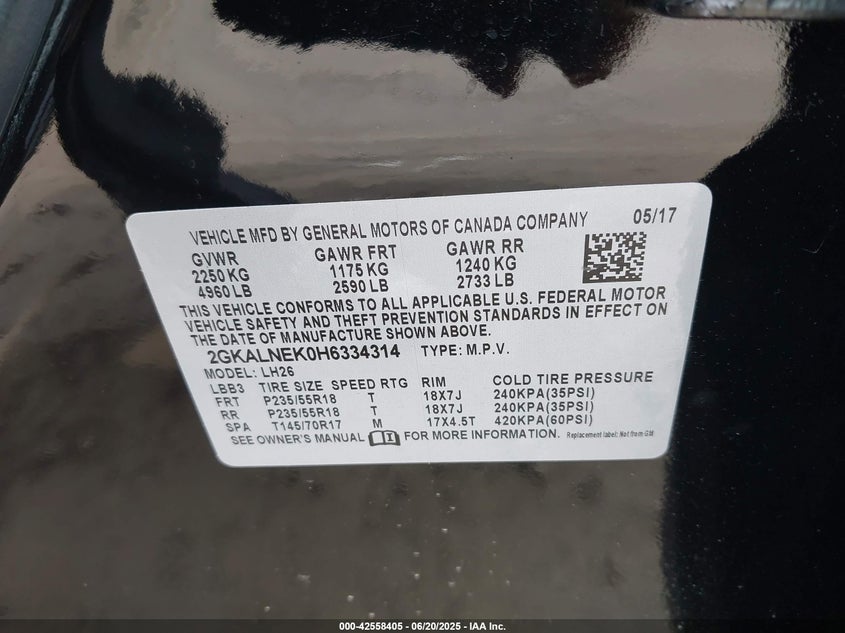 VEHICLE MFD BY GENERAL MOTORS OF CANADA COMPANY 05/17
GVWR GAWR FRT GAWR RR
2250 KG 1175 KG 1240 KG
4960 LB 2590 LB 2733 LB
THIS VEHICLE CONFORMS TO ALL APPLICABLE U.S. FEDERAL MOTOR
VEHICLE SAFETY AND THEFT PREVENTION STANDARDS IN EFFECT ON
THE DATE OF MANUFACTURE SHOWN ABOVE.
2GKALNEK0H6334314 TYPE: M.P.V.
MODEL: LH26
LBB3 TIRE SIZE SPEED RTG RIM COLD TIRE PRESSURE
FRT P235/55R18 T 18X7J 240KPA(35PSI)
RR P235/55R18 T 18X7J 240KPA(35PSI)
SPA T145/70R17 M 17X4.5T 420KPA(60PSI)
SEE OWNER'S MANUAL FOR MORE INFORMATION. Replacement label: Not from GM
000-42558405 - 06/20/2025 - IAA Inc.